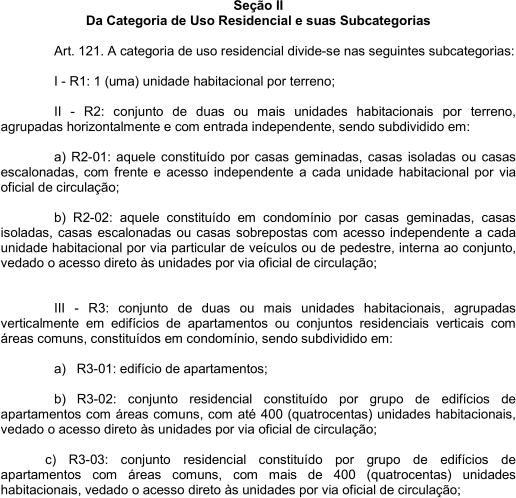 Seção II
Da Categoria de Uso Residencial e suas Subcategorias
Art. 121. A categoria de uso residencial divide-se nas seguintes subcategorias:
I - R1: 1 (uma) unidade habitacional por terreno;
II - R2: conjunto de duas ou mais unidades habitacionais por terreno,
agrupadas horizontalmente e com entrada independente, sendo subdividido em:
a) R2-01: aquele constituído por casas geminadas, casas isoladas ou casas
escalonadas, com frente e acesso independente a cada unidade habitacional por via
oficial de circulação;
b) R2-02: aquele constituído em condomínio por casas geminadas, casas
isoladas, casas escalonadas ou casas sobrepostas com acesso independente a cada
unidade habitacional por via particular de veículos ou de pedestre, interna ao conjunto,
vedado o acesso direto às unidades por via oficial de circulação;
III - R3: conjunto de duas ou mais unidades habitacionais, agrupadas
verticalmente em edifícios de apartamentos ou conjuntos residenciais verticais com
áreas comuns, constituídos em condomínio, sendo subdividido em:
a) R3-01: edifício de apartamentos;
b) R3-02: conjunto residencial constituído por grupo de edifícios de
apartamentos com áreas comuns, com até 400 (quatrocentas) unidades habitacionais,
vedado o acesso direto às unidades por via oficial de circulação;
c) R3-03: conjunto residencial constituído por grupo de edifícios de
apartamentos com áreas comuns, com mais de 400 (quatrocentas) unidades
habitacionais, vedado o acesso direto às unidades por via oficial de circulação;